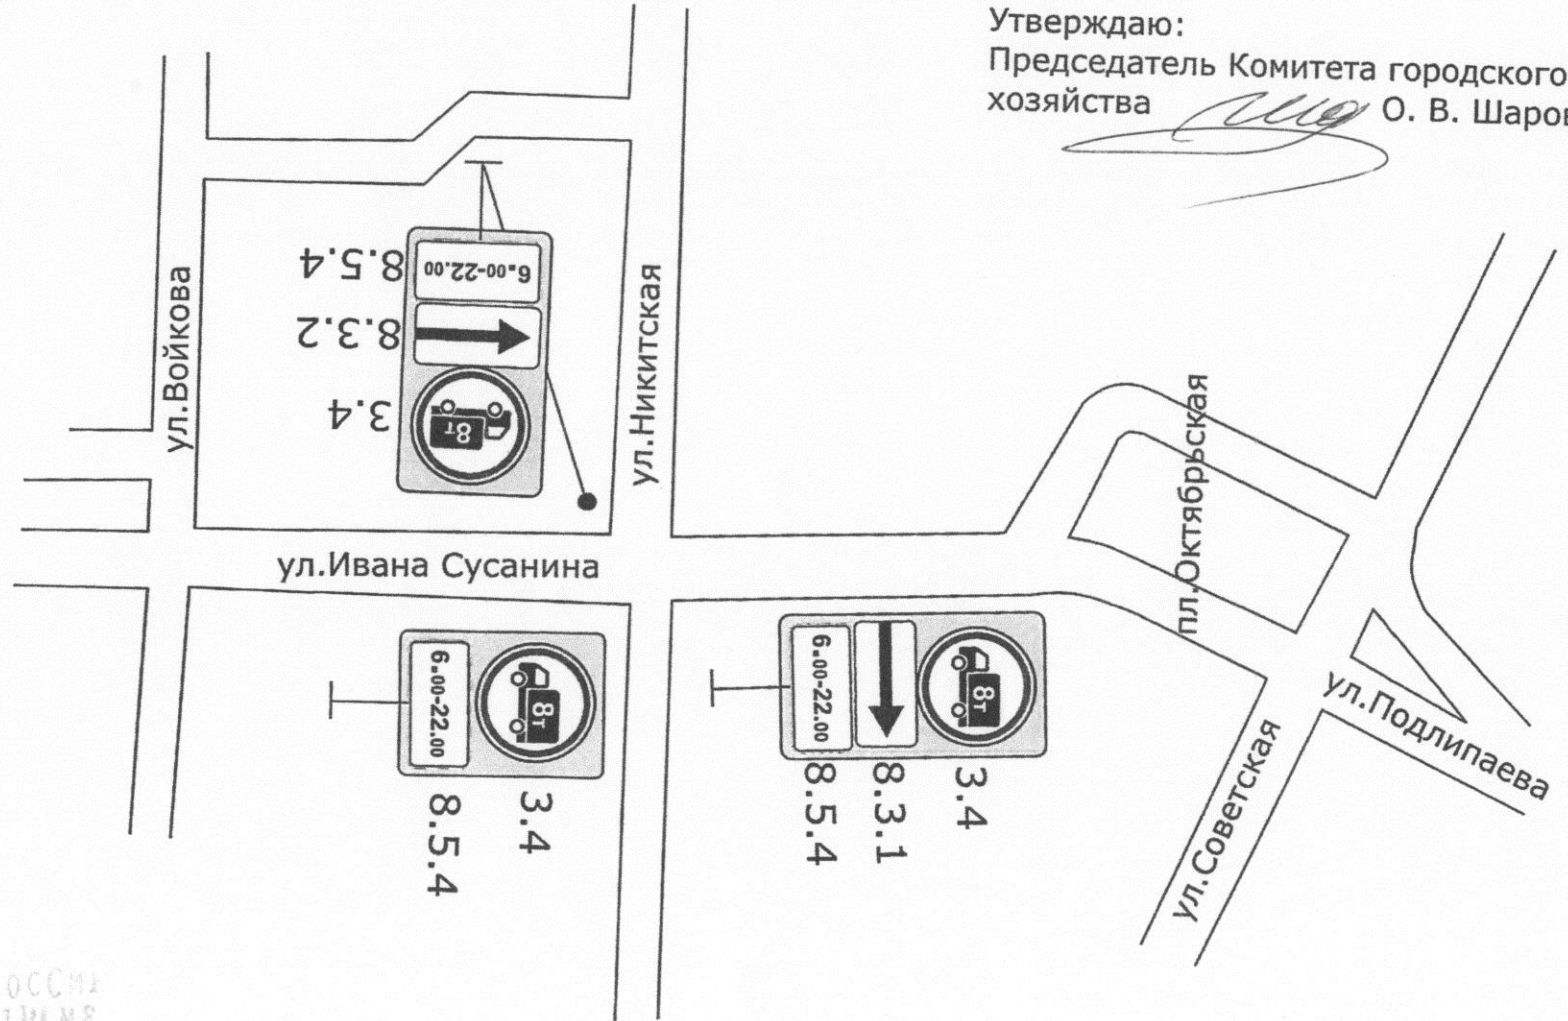 Утверждаю:
Председатель Комитета городского
хозяйства О. В. Шаров
ул.Войкова
8.5.4
8.3.2
3.4
6.00-22.00
8т
ул.Никитская
ул.Ивана Сусанина
пл.Октябрьская
6.00-22.00
8т
8.5.4
3.4
6.00-22.00
8т
8.5.4
8.3.1
3.4
ул.Советская
ул.Подлипаева